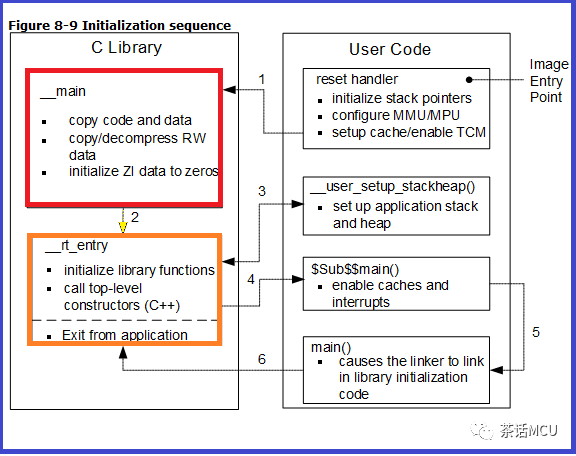 Figure 8-9 Initialization sequence
C Library
__main
▪ copy code and data
▪ copy/decompress RW
data
▪ initialize ZI data to zeros
2
__rt_entry
▪ initialize library functions
▪ call top-level
constructors (C++)
▪ Exit from application
1
3
4
5
6
User Code
reset handler
▪ initialize stack pointers
▪ configure MMU/MPU
▪ setup cache/enable TCM
Image
Entry
Point
__user_setup_stackheap()
▪ set up application stack
and heap
$Sub$$main()
▪ enable caches and
interrupts
main()
▪ causes the linker to link
in library initialization
code
茶话MCU